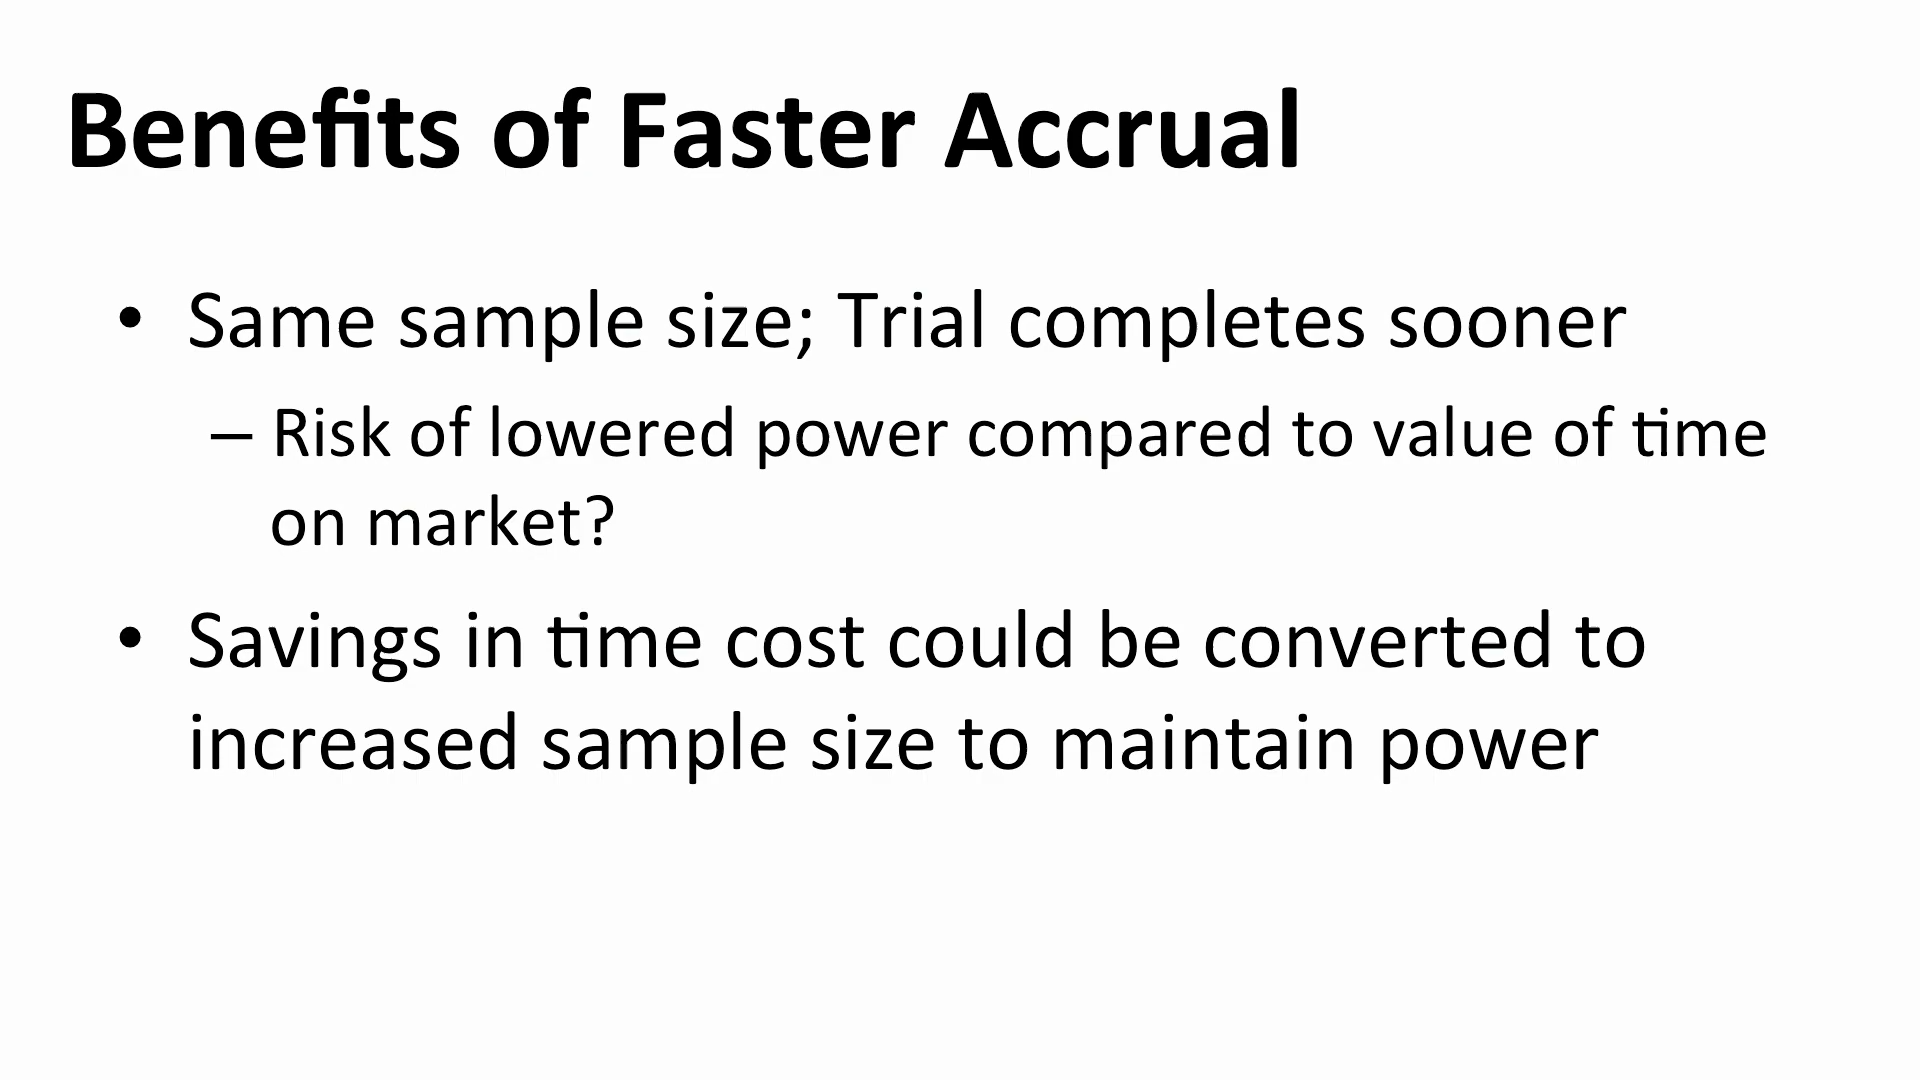 Benefits of Faster Accrual
• Same sample size; Trial completes sooner
– Risk of lowered power compared to value of time
on market?
• Savings in time cost could be converted to
increased sample size to maintain power